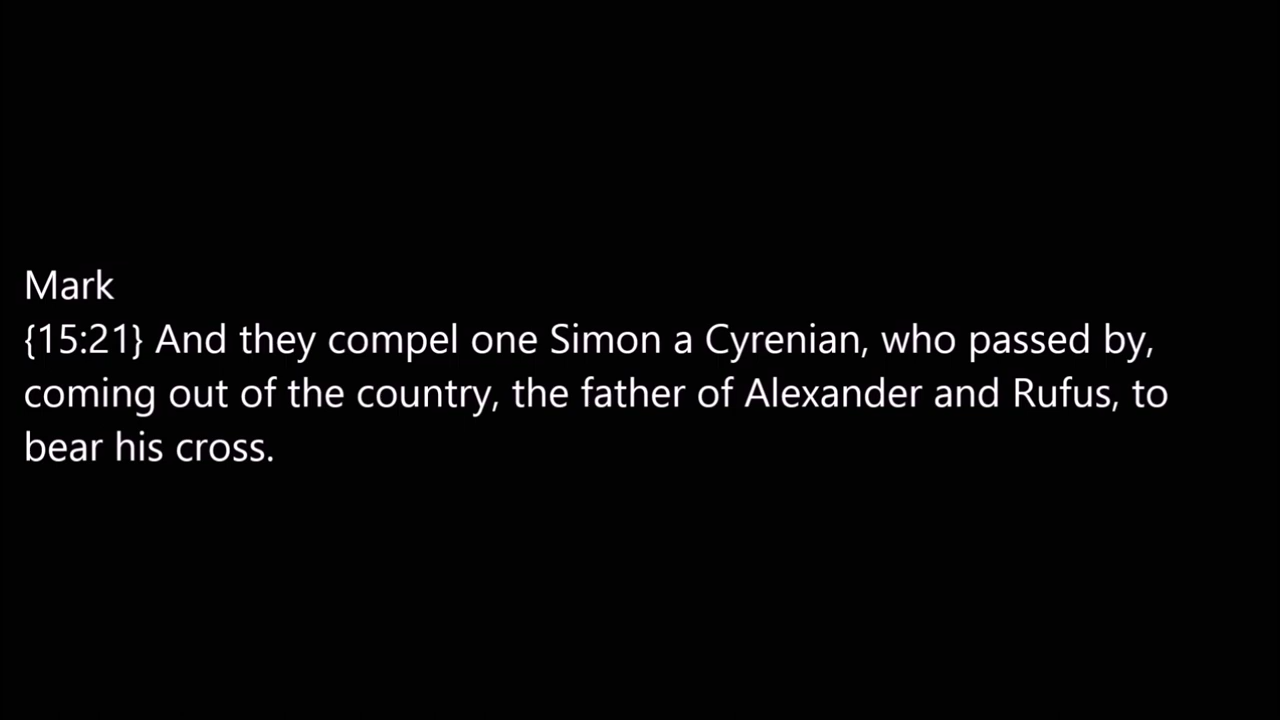 Mark
{15:21} And they compel one Simon a Cyrenian, who passed by,
coming out of the country, the father of Alexander and Rufus, to
bear his cross.